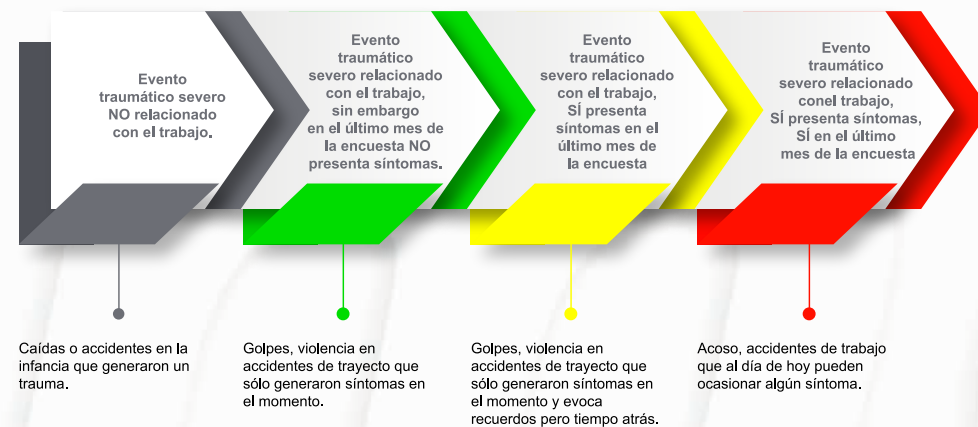 Evento
traumático severo
NO relacionado
con el trabajo.
Evento
traumático
severo relacionado
con el trabajo,
sin embargo
en el último mes de
la encuesta NO
presenta síntomas.
Evento
traumático
severo relacionado
con el trabajo,
SÍ presenta
síntomas en el
último mes de
la encuesta
Evento
traumático
severo relacionado
conel trabajo,
SÍ presenta síntomas,
SÍ en el último
mes de la encuesta
Caídas o accidentes en la
infancia que generaron un
trauma.
Golpes, violencia en
accidentes de trayecto que
sólo generaron síntomas en
el momento.
Golpes, violencia en
accidentes de trayecto que
sólo generaron síntomas en
el momento y evoca
recuerdos pero tiempo atrás.
Acoso, accidentes de trabajo
que al día de hoy pueden
ocasionar algún síntoma.